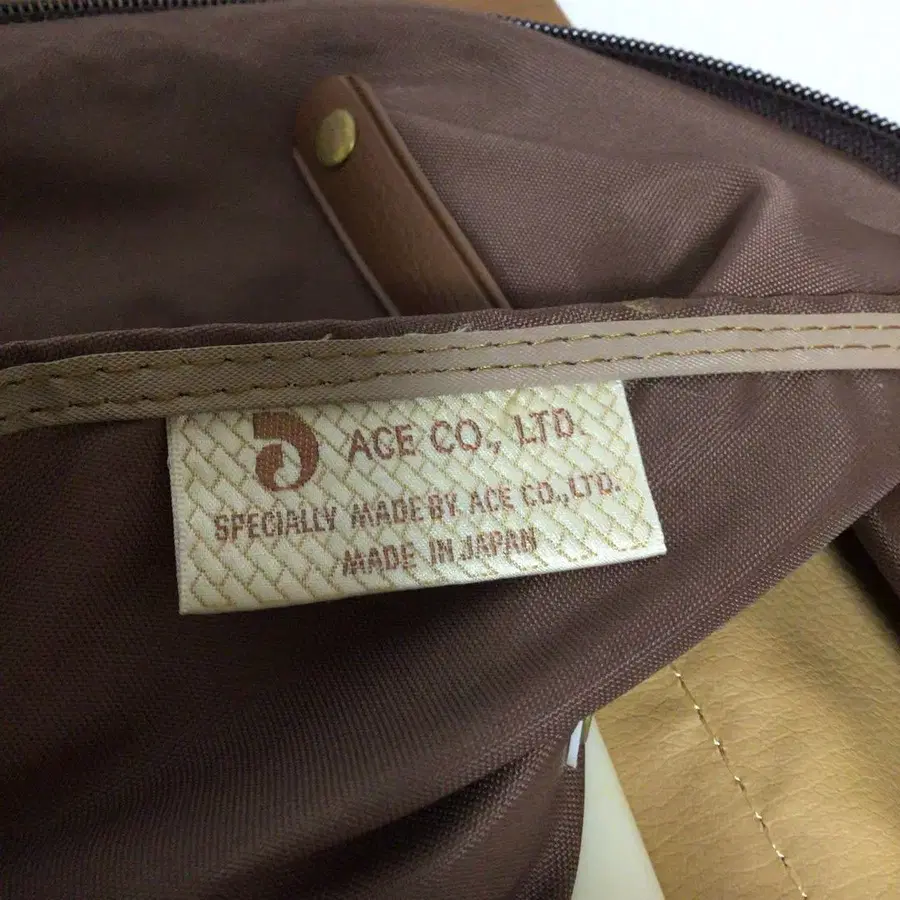 ACE CO., LTD.
SPECIALLY MADE BY ACE CO., LTD.
MADE IN JAPAN